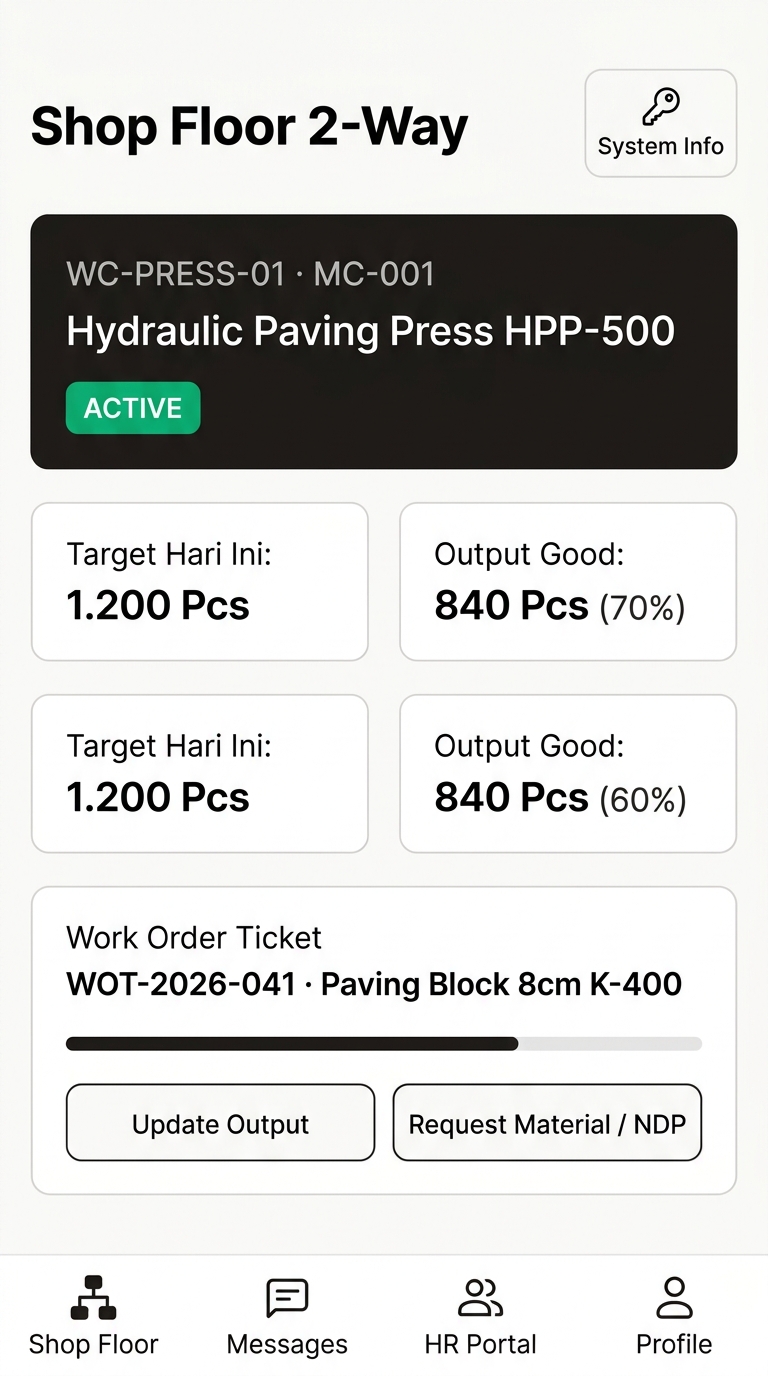 Shop Floor 2-Way
System Info
WC-PRESS-01 · MC-001
Hydraulic Paving Press HPP-500
ACTIVE
Target Hari Ini:
1.200 Pcs
Output Good:
840 Pcs (70%)
Target Hari Ini:
1.200 Pcs
Output Good:
840 Pcs (60%)
Work Order Ticket
WOT-2026-041 · Paving Block 8cm K-400
Update Output
Request Material / NDP
Shop Floor
Messages
HR Portal
Profile